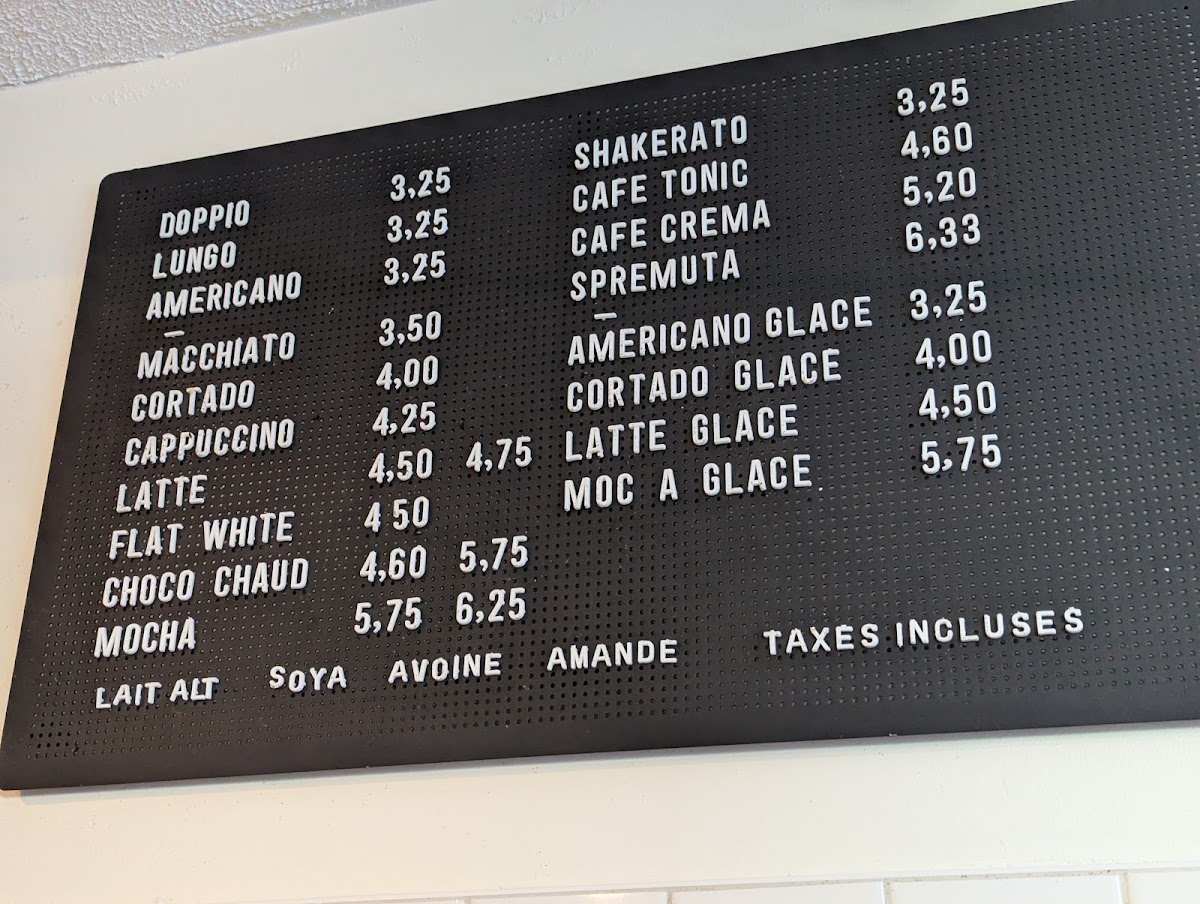 DOPPIO 3,25
LUNGO 3,25
AMERICANO 3,25
–
MACCHIATO 3,50
CORTADO 4,00
CAPPUCCINO 4,25
LATTE 4,50 4,75
FLAT WHITE 4 50
CHOCO CHAUD 4,60 5,75
MOCHA 5,75 6,25
SHAKERATO 3,25
CAFE TONIC 4,60
CAFE CREMA 5,20
SPREMUTA 6,33
–
AMERICANO GLACE 3,25
CORTADO GLACE 4,00
LATTE GLACE 4,50
MOC A GLACE 5,75
LAIT ALT SOYA AVOINE AMANDE TAXES INCLUSES